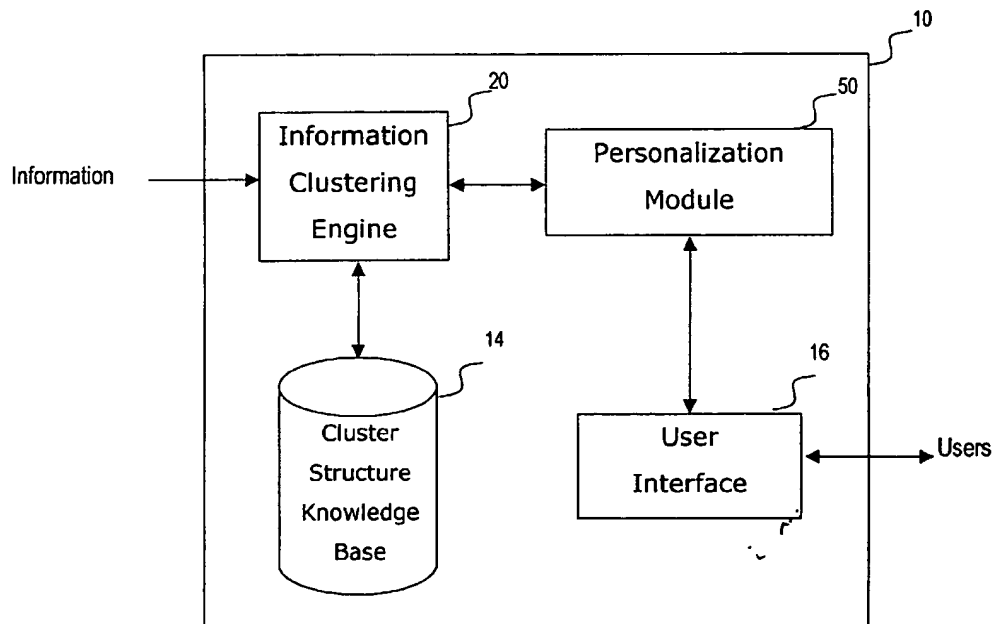 10
20
50
Information
Clustering
Engine
Personalization
Module
Information
14
16
Cluster
Structure
Knowledge
Base
User
Interface
Users